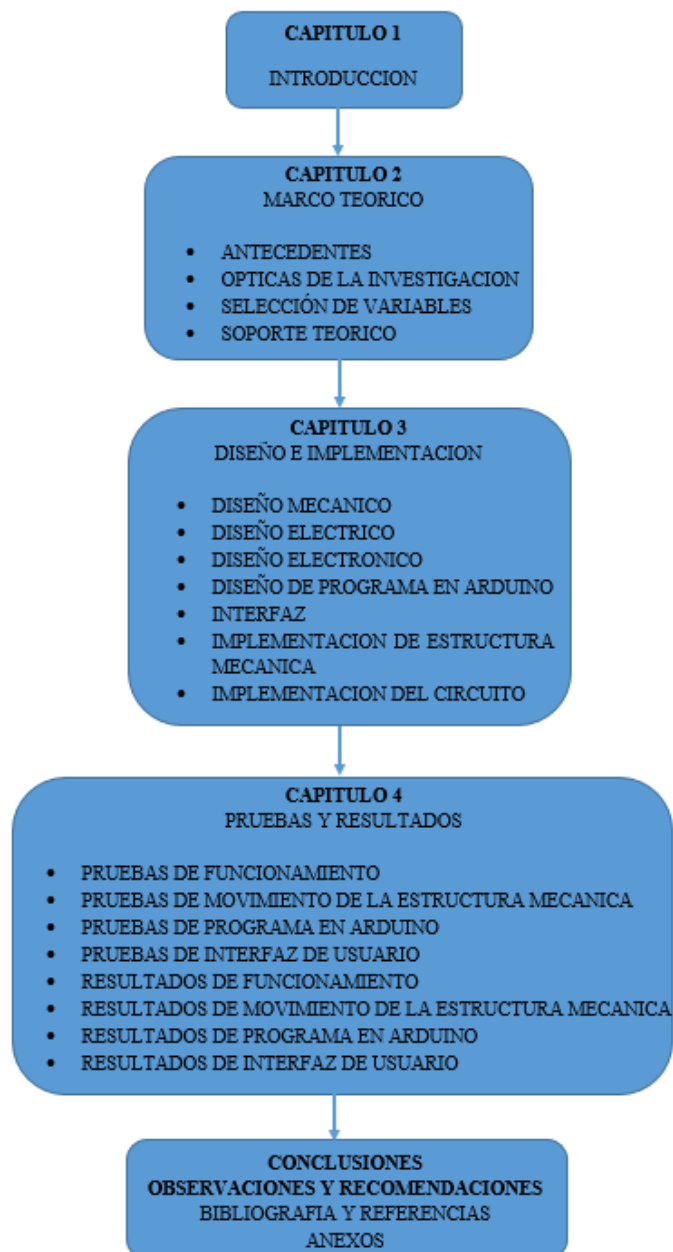 CAPITULO 1
INTRODUCCION
CAPITULO 2
MARCO TEORICO
• ANTECEDENTES
• OPTICAS DE LA INVESTIGACION
• SELECCIÓN DE VARIABLES
• SOPORTE TEORICO
CAPITULO 3
DISEÑO E IMPLEMENTACION
• DISEÑO MECANICO
• DISEÑO ELECTRICO
• DISEÑO ELECTRONICO
• DISEÑO DE PROGRAMA EN ARDUINO
• INTERFAZ
• IMPLEMENTACION DE ESTRUCTURA
MECANICA
• IMPLEMENTACION DEL CIRCUITO
CAPITULO 4
PRUEBAS Y RESULTADOS
• PRUEBAS DE FUNCIONAMIENTO
• PRUEBAS DE MOVIMIENTO DE LA ESTRUCTURA MECANICA
• PRUEBAS DE PROGRAMA EN ARDUINO
• PRUEBAS DE INTERFAZ DE USUARIO
• RESULTADOS DE FUNCIONAMIENTO
• RESULTADOS DE MOVIMIENTO DE LA ESTRUCTURA MECANICA
• RESULTADOS DE PROGRAMA EN ARDUINO
• RESULTADOS DE INTERFAZ DE USUARIO
CONCLUSIONES
OBSERVACIONES Y RECOMENDACIONES
BIBLIOGRAFIA Y REFERENCIAS
ANEXOS